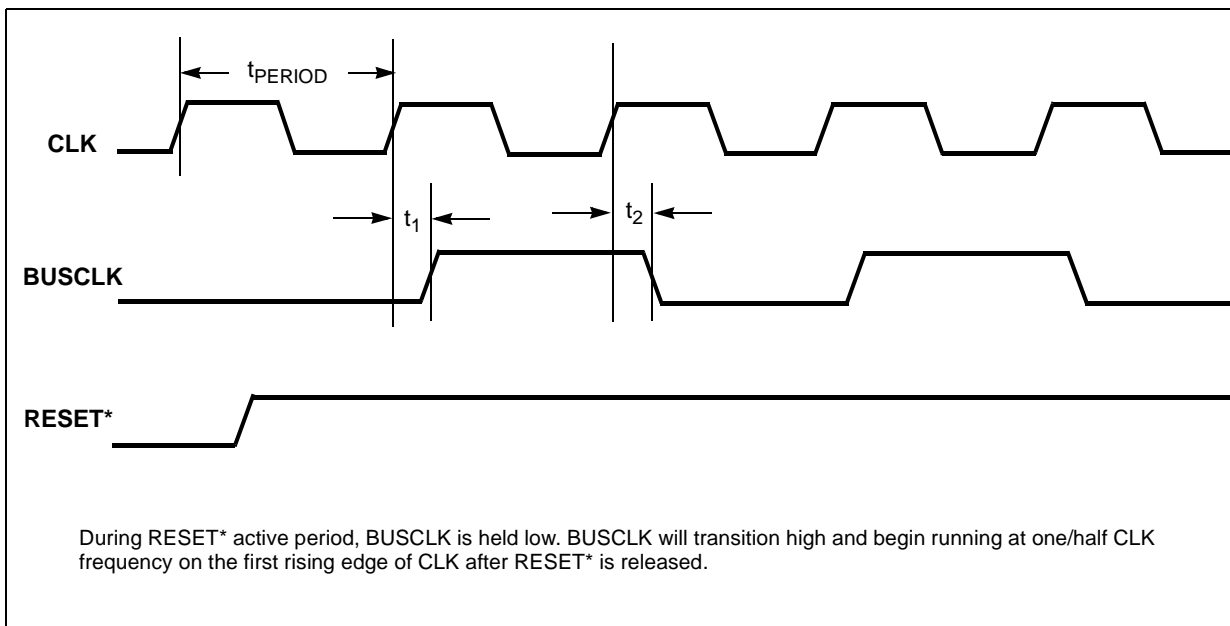 tPERIOD
CLK
t1
t2
BUSCLK
RESET*
During RESET* active period, BUSCLK is held low. BUSCLK will transition high and begin running at one/half CLK
frequency on the first rising edge of CLK after RESET* is released.